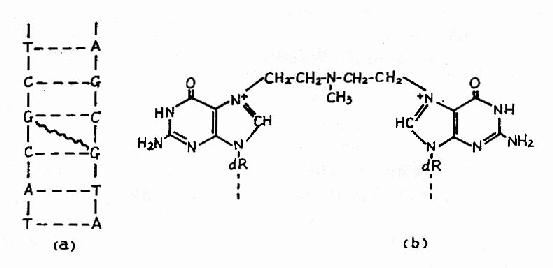 T A
C G
G C
C G
A T
T A
(a)
CH₂CH₂ N CH₂CH₂
CH₃
O O
HN N⁺ ⁺N NH
CH HC
H₂N N N N N NH₂
dR dR
(b)